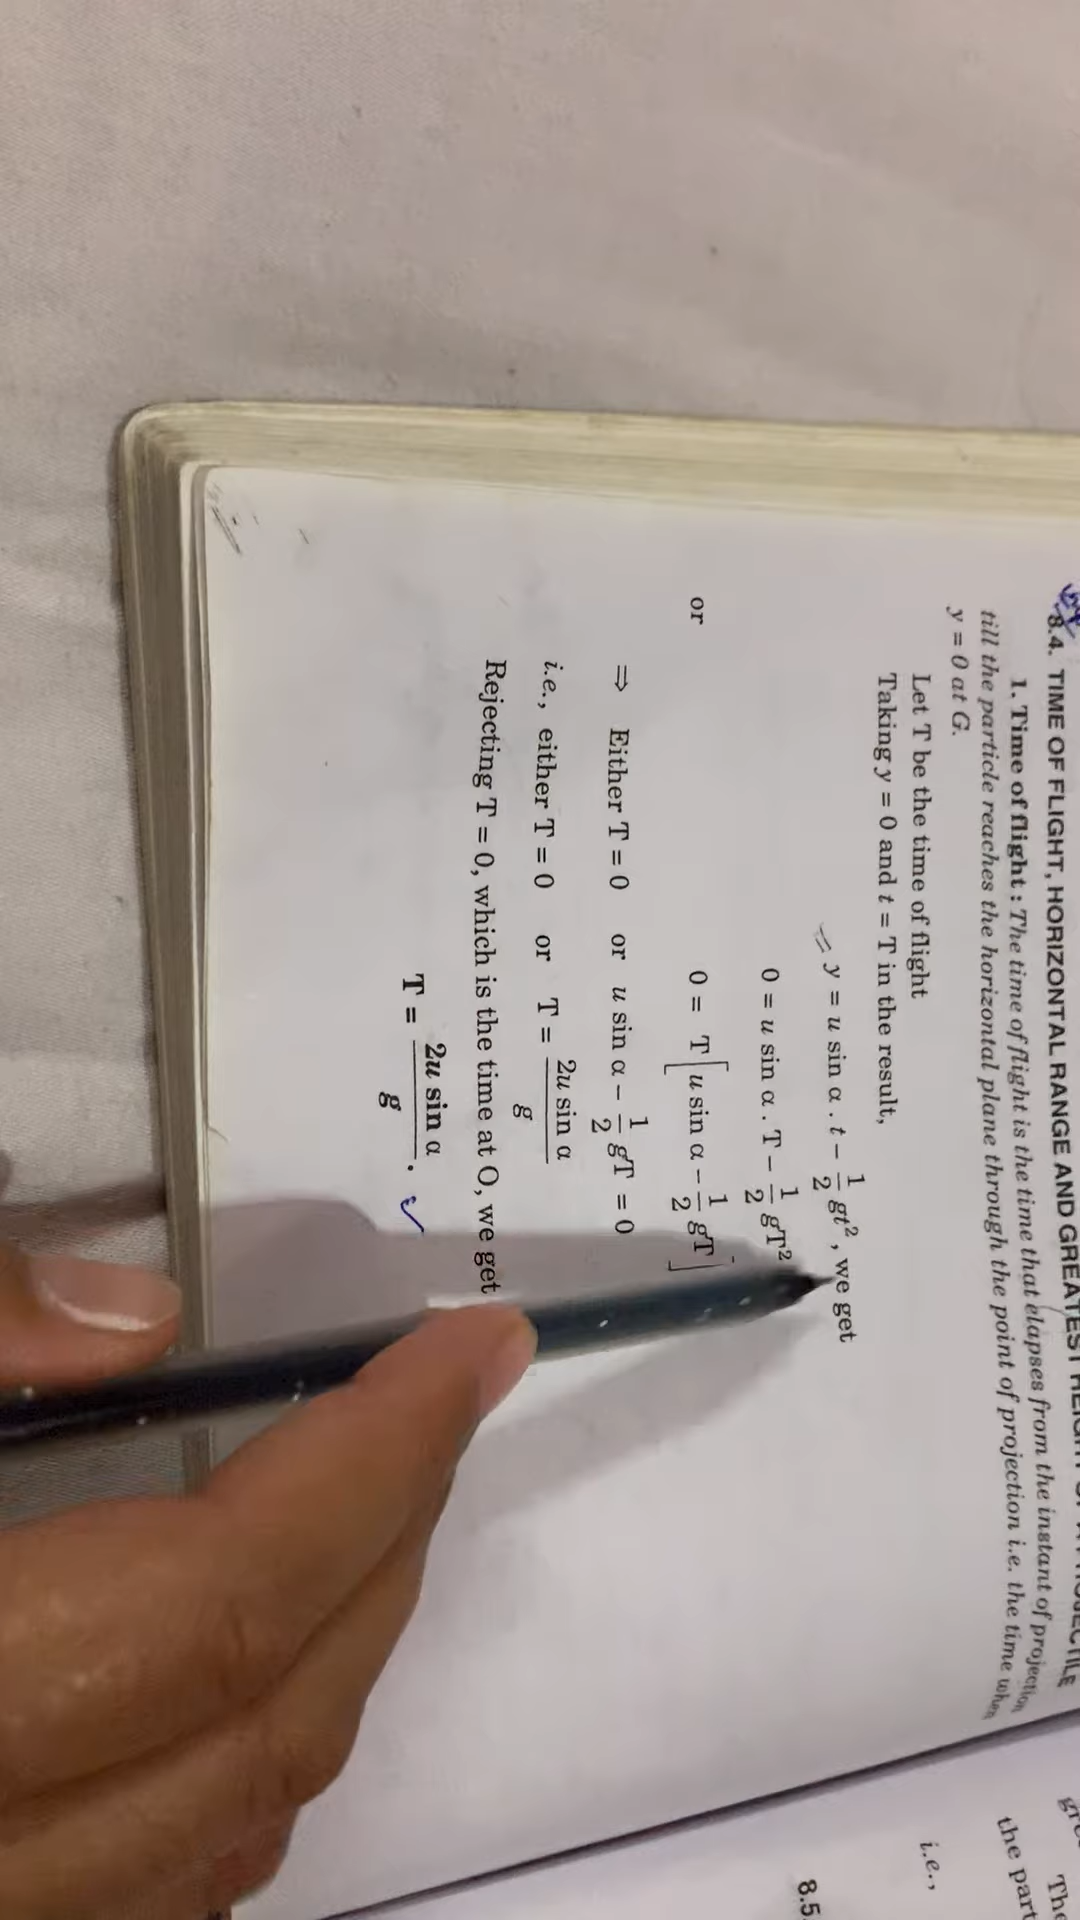 8.4. TIME OF FLIGHT, HORIZONTAL RANGE AND GREATEST HEIGHT OF A PROJECTILE
1. Time of flight : The time of flight is the time that elapses from the instant of projection
till the particle reaches the horizontal plane through the point of projection i.e. the time when
y = 0 at G.
Let T be the time of flight
Taking y = 0 and t = T in the result,
y = u sin α . t − 1/2 gt², we get
0 = u sin α . T − 1/2 gT²
or 0 = T [u sin α − 1/2 gT]
⇒ Either T = 0 or u sin α − 1/2 gT = 0
i.e., either T = 0 or T = 2u sin α / g
Rejecting T = 0, which is the time at O, we get
T = 2u sin α / g .
the part
i.e.,
8.5.